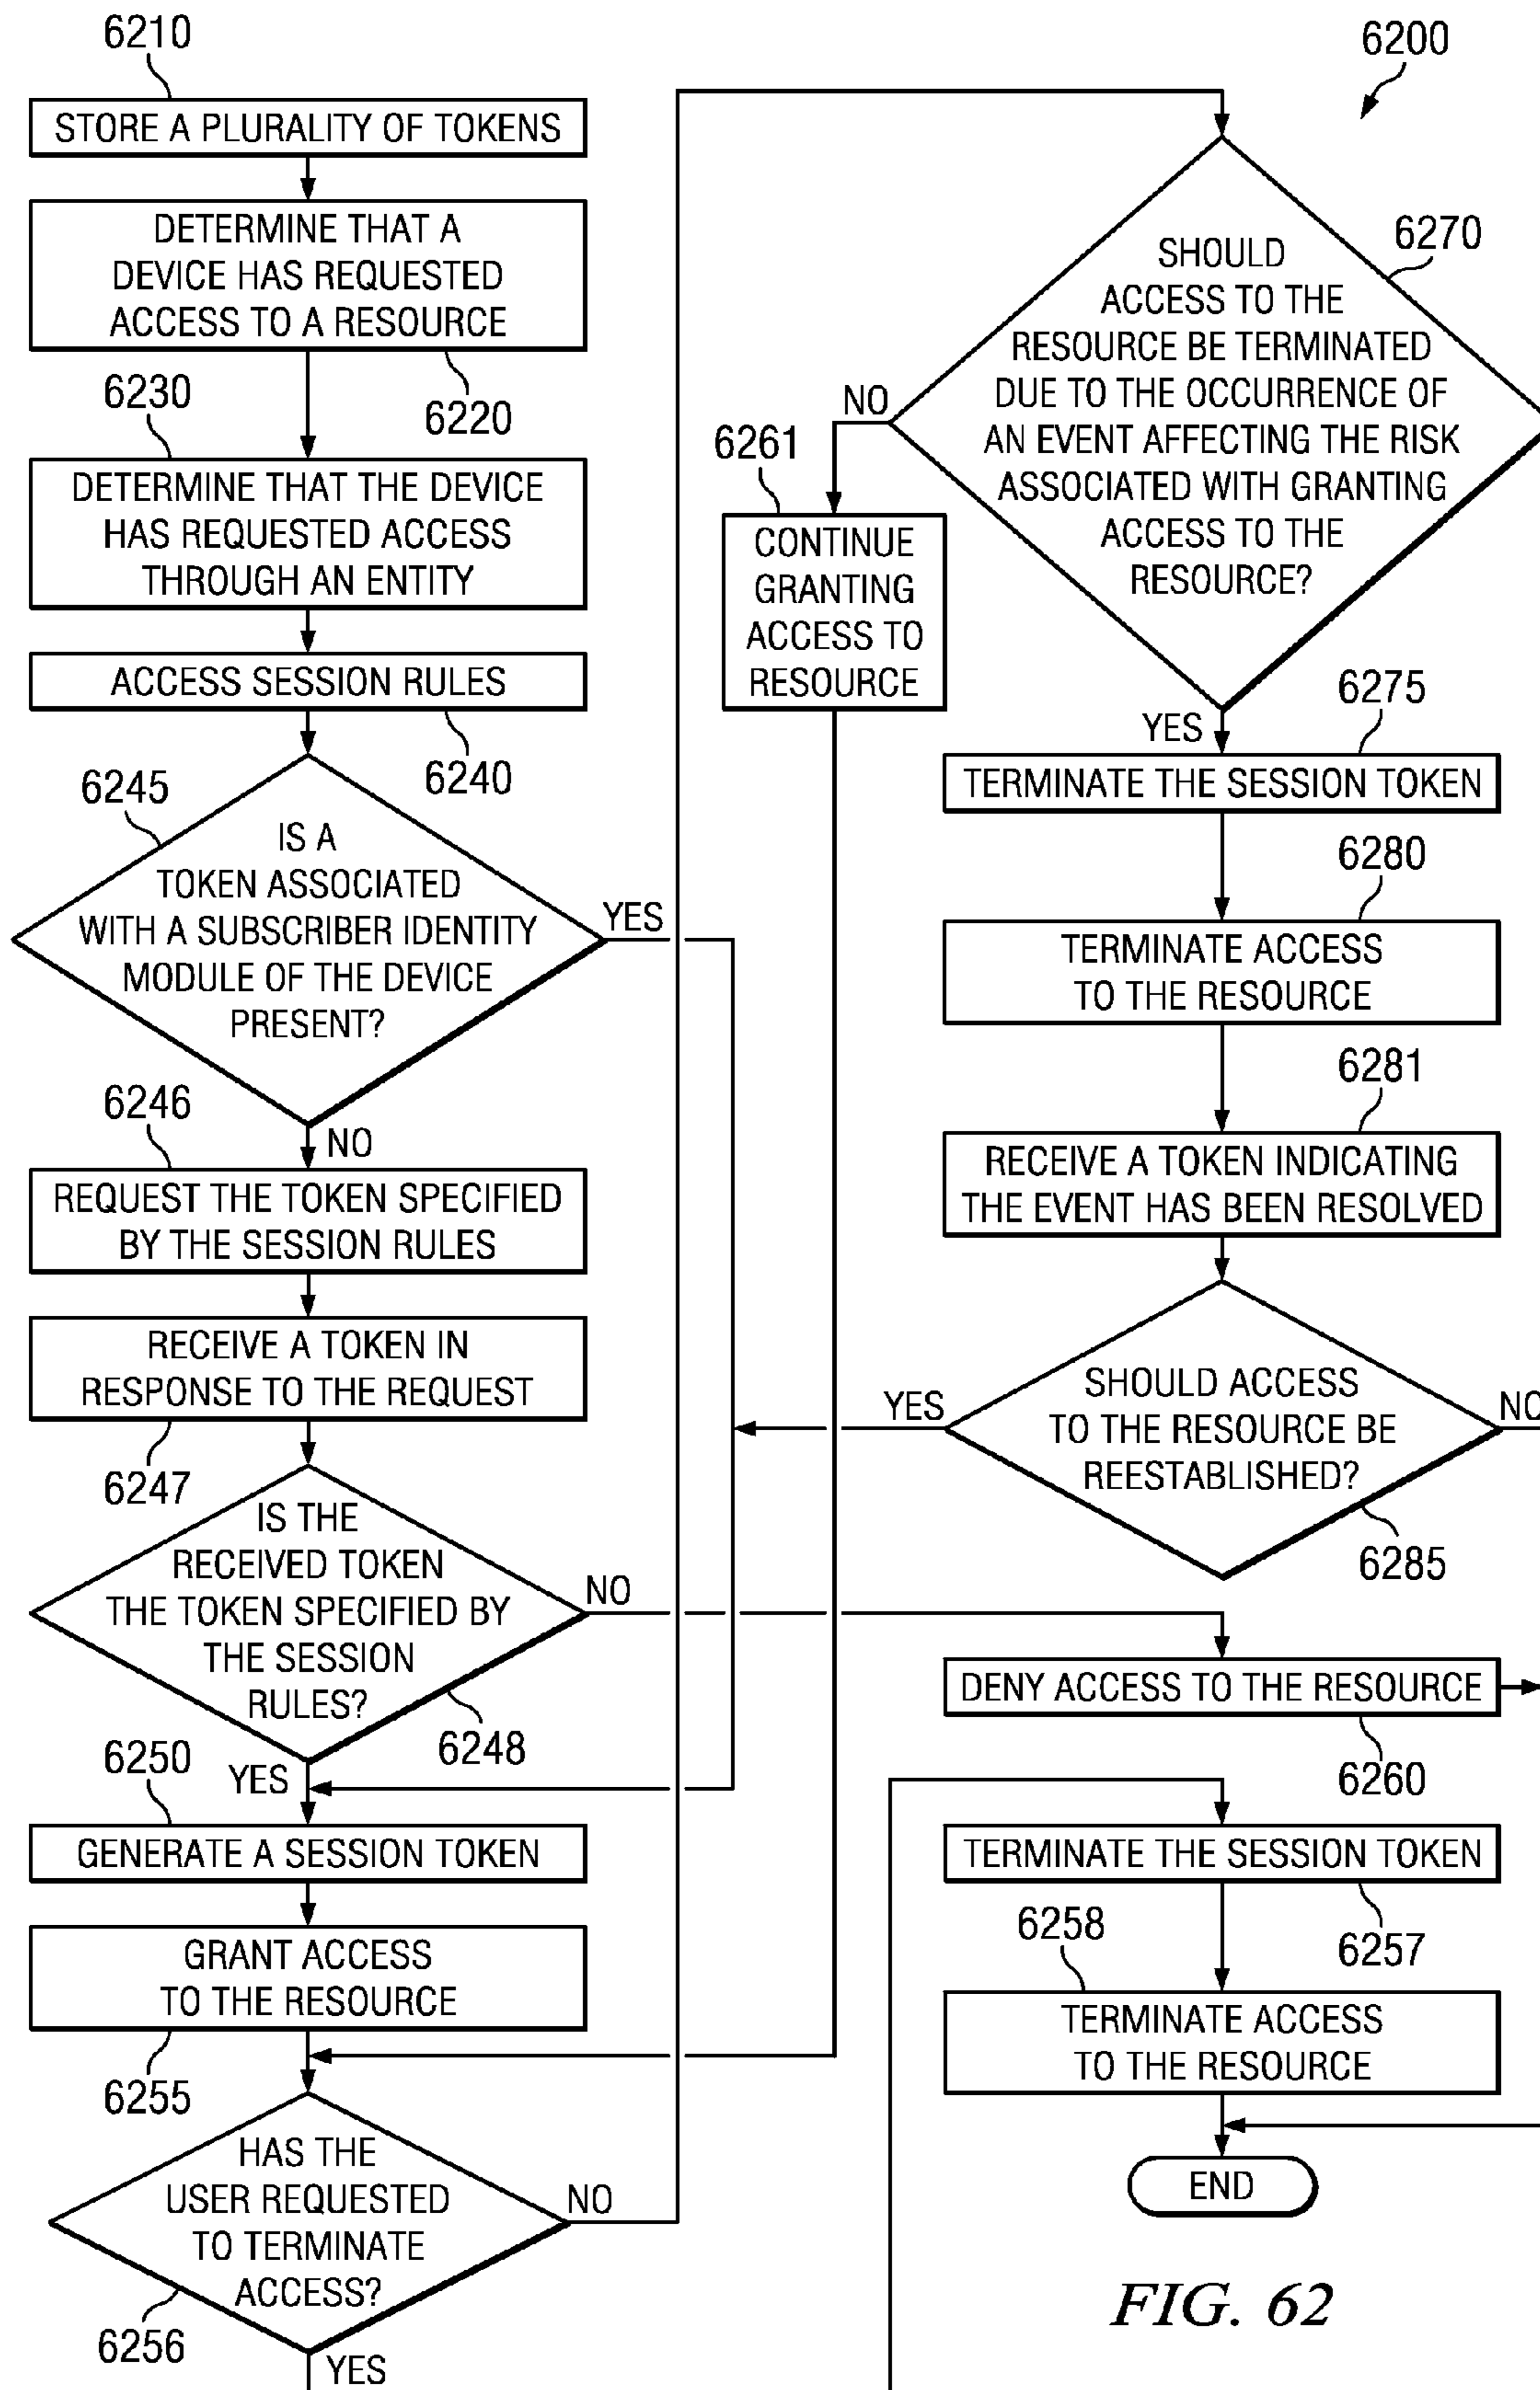 6210
STORE A PLURALITY OF TOKENS
DETERMINE THAT A
DEVICE HAS REQUESTED
ACCESS TO A RESOURCE
6220
6230
DETERMINE THAT THE DEVICE
HAS REQUESTED ACCESS
THROUGH AN ENTITY
ACCESS SESSION RULES
6240
6245
IS A
TOKEN ASSOCIATED
WITH A SUBSCRIBER IDENTITY
MODULE OF THE DEVICE
PRESENT?
YES
NO
6246
REQUEST THE TOKEN SPECIFIED
BY THE SESSION RULES
RECEIVE A TOKEN IN
RESPONSE TO THE REQUEST
6247
IS THE
RECEIVED TOKEN
THE TOKEN SPECIFIED BY
THE SESSION
RULES?
NO
6248
YES
6250
GENERATE A SESSION TOKEN
GRANT ACCESS
TO THE RESOURCE
6255
HAS THE
USER REQUESTED
TO TERMINATE
ACCESS?
NO
6256
YES
6200
6270
SHOULD
ACCESS TO THE
RESOURCE BE TERMINATED
DUE TO THE OCCURRENCE OF
AN EVENT AFFECTING THE RISK
ASSOCIATED WITH GRANTING
ACCESS TO THE
RESOURCE?
NO
6261
CONTINUE
GRANTING
ACCESS TO
RESOURCE
YES
6275
TERMINATE THE SESSION TOKEN
6280
TERMINATE ACCESS
TO THE RESOURCE
6281
RECEIVE A TOKEN INDICATING
THE EVENT HAS BEEN RESOLVED
SHOULD ACCESS
TO THE RESOURCE BE
REESTABLISHED?
YES
NO
6285
DENY ACCESS TO THE RESOURCE
6260
TERMINATE THE SESSION TOKEN
6257
6258
TERMINATE ACCESS
TO THE RESOURCE
END
FIG. 62